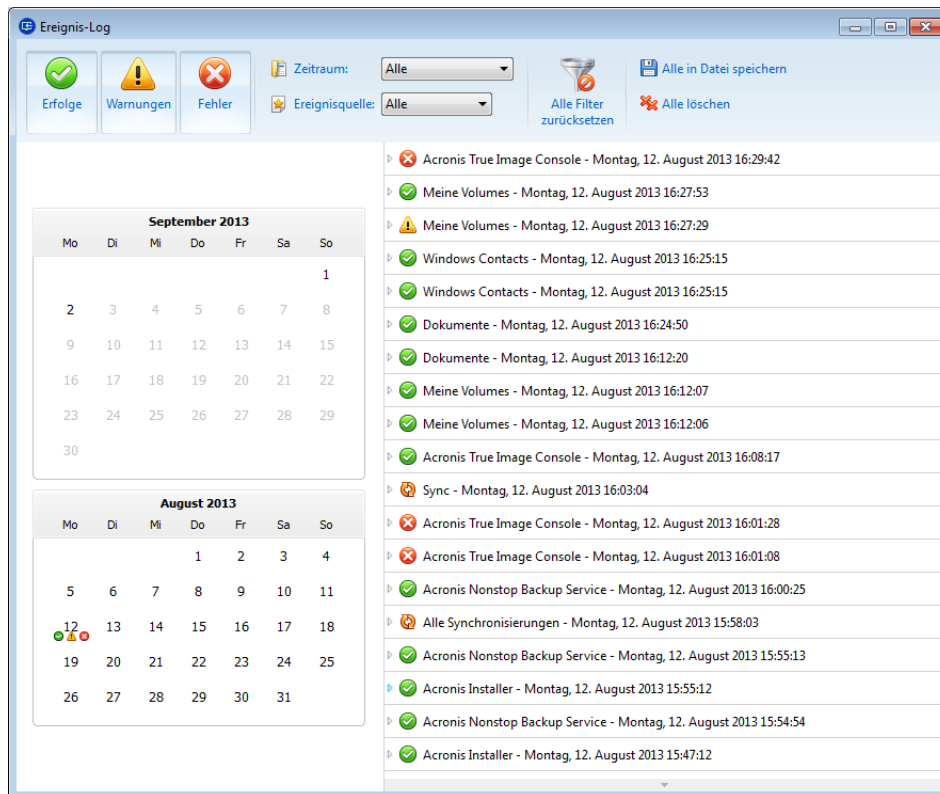 Ereignis-Log
Erfolge
Warnungen
Fehler
Zeitraum:
Alle
Ereignisquelle:
Alle
Alle Filter
zurücksetzen
Alle in Datei speichern
Alle löschen
September 2013
Mo Di Mi Do Fr Sa So
1
2 3 4 5 6 7 8
9 10 11 12 13 14 15
16 17 18 19 20 21 22
23 24 25 26 27 28 29
30
August 2013
Mo Di Mi Do Fr Sa So
1 2 3 4
5 6 7 8 9 10 11
12 13 14 15 16 17 18
19 20 21 22 23 24 25
26 27 28 29 30 31
Acronis True Image Console - Montag, 12. August 2013 16:29:42
Meine Volumes - Montag, 12. August 2013 16:27:53
Meine Volumes - Montag, 12. August 2013 16:27:29
Windows Contacts - Montag, 12. August 2013 16:25:15
Windows Contacts - Montag, 12. August 2013 16:25:15
Dokumente - Montag, 12. August 2013 16:24:50
Dokumente - Montag, 12. August 2013 16:12:20
Meine Volumes - Montag, 12. August 2013 16:12:07
Meine Volumes - Montag, 12. August 2013 16:12:06
Acronis True Image Console - Montag, 12. August 2013 16:08:17
Sync - Montag, 12. August 2013 16:03:04
Acronis True Image Console - Montag, 12. August 2013 16:01:28
Acronis True Image Console - Montag, 12. August 2013 16:01:08
Acronis Nonstop Backup Service - Montag, 12. August 2013 16:00:25
Alle Synchronisierungen - Montag, 12. August 2013 15:58:03
Acronis Nonstop Backup Service - Montag, 12. August 2013 15:55:13
Acronis Installer - Montag, 12. August 2013 15:55:12
Acronis Nonstop Backup Service - Montag, 12. August 2013 15:54:54
Acronis Installer - Montag, 12. August 2013 15:47:12